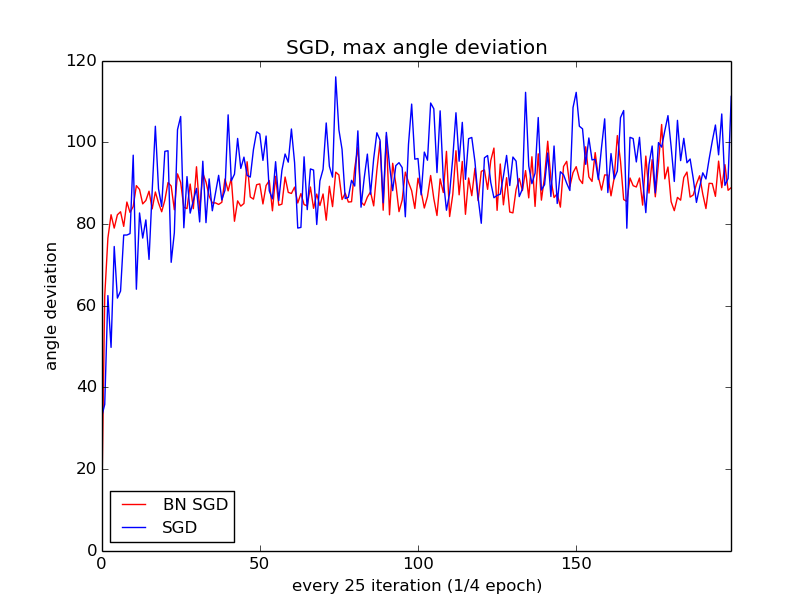 SGD, max angle deviation
120
100
80
60
40
20
0
angle deviation
BN SGD
SGD
0 50 100 150
every 25 iteration (1/4 epoch)